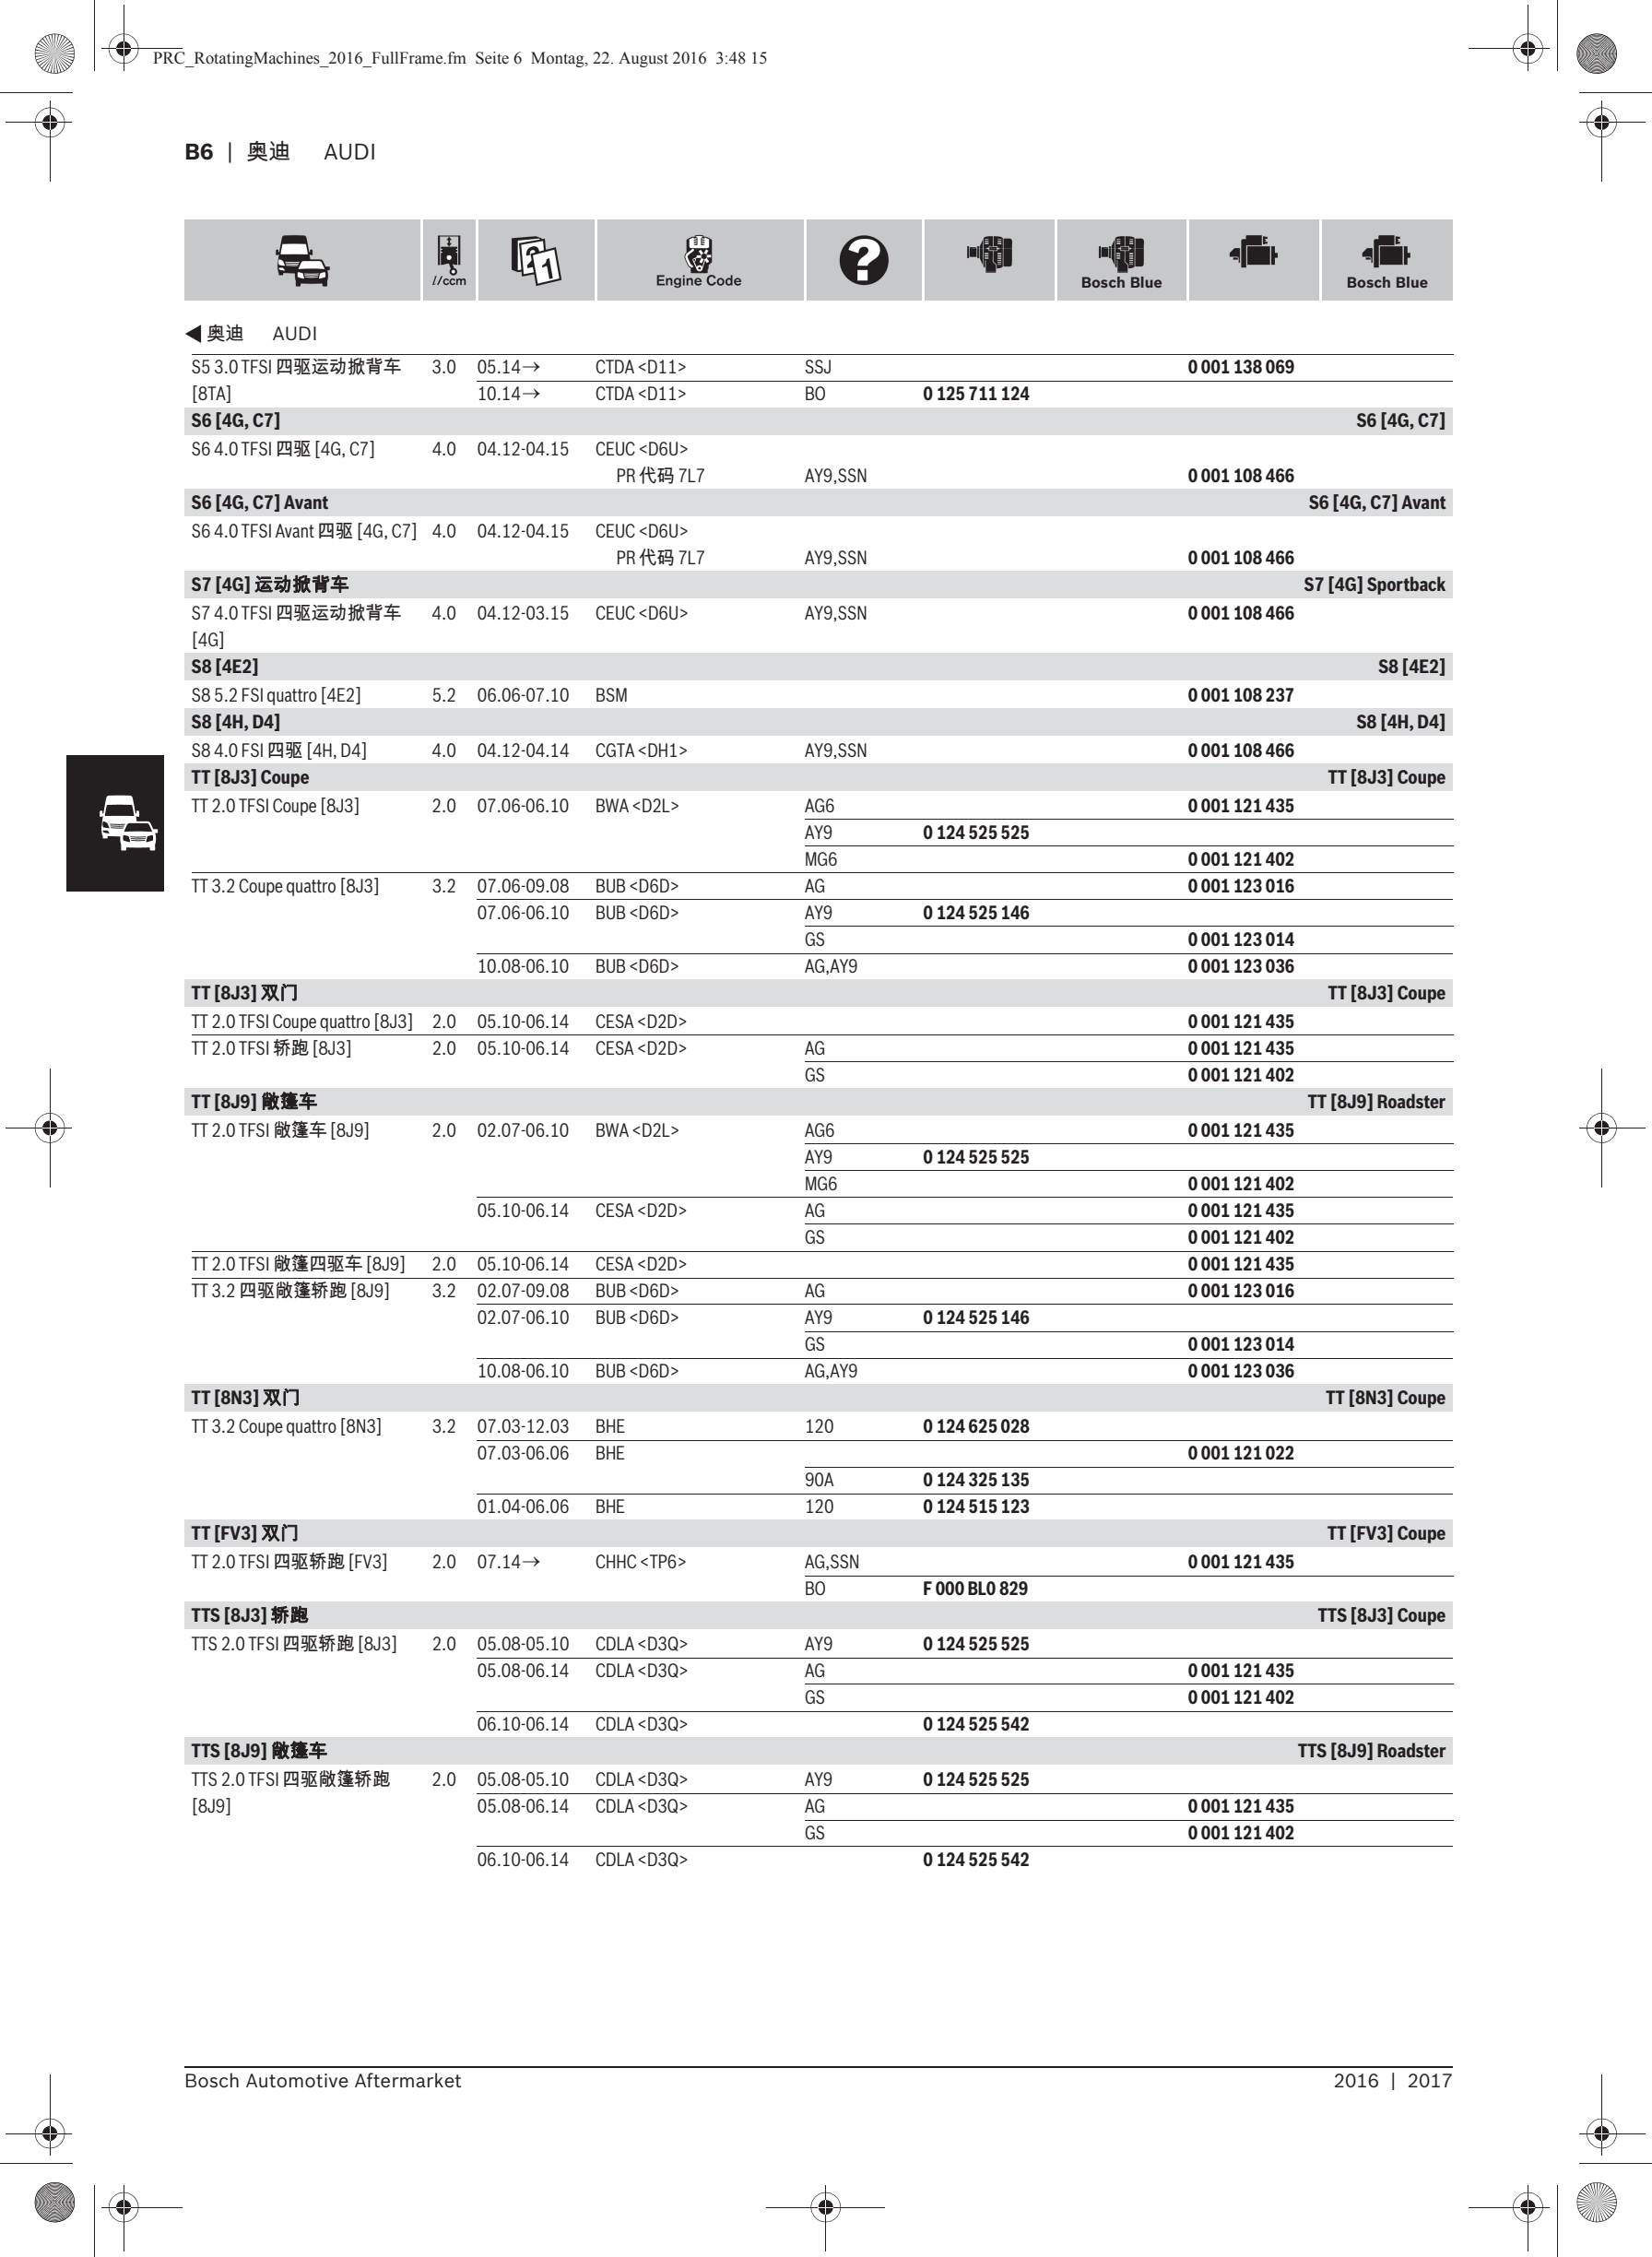 PRC_RotatingMachines_2016_FullFrame.fm Seite 6 Montag, 22. August 2016 3:48 15
B6 | 奥迪 AUDI
l/ccm 2 1 Engine Code ? Bosch Blue Bosch Blue
◀ 奥迪 AUDI
S5 3.0 TFSI 四驱运动掀背车 3.0 05.14→ CTDA <D11> SSJ 0 001 138 069
[8TA] 10.14→ CTDA <D11> BO 0 125 711 124
S6 [4G, C7] S6 [4G, C7]
S6 4.0 TFSI 四驱 [4G, C7] 4.0 04.12-04.15 CEUC <D6U>
PR 代码 7L7 AY9,SSN 0 001 108 466
S6 [4G, C7] Avant S6 [4G, C7] Avant
S6 4.0 TFSI Avant 四驱 [4G, C7] 4.0 04.12-04.15 CEUC <D6U>
PR 代码 7L7 AY9,SSN 0 001 108 466
S7 [4G] 运动掀背车 S7 [4G] Sportback
S7 4.0 TFSI 四驱运动掀背车 4.0 04.12-03.15 CEUC <D6U> AY9,SSN 0 001 108 466
[4G]
S8 [4E2] S8 [4E2]
S8 5.2 FSI quattro [4E2] 5.2 06.06-07.10 BSM 0 001 108 237
S8 [4H, D4] S8 [4H, D4]
S8 4.0 FSI 四驱 [4H, D4] 4.0 04.12-04.14 CGTA <DH1> AY9,SSN 0 001 108 466
TT [8J3] Coupe TT [8J3] Coupe
TT 2.0 TFSI Coupe [8J3] 2.0 07.06-06.10 BWA <D2L> AG6 0 001 121 435
AY9 0 124 525 525
MG6 0 001 121 402
TT 3.2 Coupe quattro [8J3] 3.2 07.06-09.08 BUB <D6D> AG 0 001 123 016
07.06-06.10 BUB <D6D> AY9 0 124 525 146
GS 0 001 123 014
10.08-06.10 BUB <D6D> AG,AY9 0 001 123 036
TT [8J3] 双门 TT [8J3] Coupe
TT 2.0 TFSI Coupe quattro [8J3] 2.0 05.10-06.14 CESA <D2D> 0 001 121 435
TT 2.0 TFSI 轿跑 [8J3] 2.0 05.10-06.14 CESA <D2D> AG 0 001 121 435
GS 0 001 121 402
TT [8J9] 敞篷车 TT [8J9] Roadster
TT 2.0 TFSI 敞篷车 [8J9] 2.0 02.07-06.10 BWA <D2L> AG6 0 001 121 435
AY9 0 124 525 525
MG6 0 001 121 402
05.10-06.14 CESA <D2D> AG 0 001 121 435
GS 0 001 121 402
TT 2.0 TFSI 敞篷四驱车 [8J9] 2.0 05.10-06.14 CESA <D2D> 0 001 121 435
TT 3.2 四驱敞篷轿跑 [8J9] 3.2 02.07-09.08 BUB <D6D> AG 0 001 123 016
02.07-06.10 BUB <D6D> AY9 0 124 525 146
GS 0 001 123 014
10.08-06.10 BUB <D6D> AG,AY9 0 001 123 036
TT [8N3] 双门 TT [8N3] Coupe
TT 3.2 Coupe quattro [8N3] 3.2 07.03-12.03 BHE 120 0 124 625 028
07.03-06.06 BHE 0 001 121 022
90A 0 124 325 135
01.04-06.06 BHE 120 0 124 515 123
TT [FV3] 双门 TT [FV3] Coupe
TT 2.0 TFSI 四驱轿跑 [FV3] 2.0 07.14→ CHHC <TP6> AG,SSN 0 001 121 435
BO F 000 BL0 829
TTS [8J3] 轿跑 TTS [8J3] Coupe
TTS 2.0 TFSI 四驱轿跑 [8J3] 2.0 05.08-05.10 CDLA <D3Q> AY9 0 124 525 525
05.08-06.14 CDLA <D3Q> AG 0 001 121 435
GS 0 001 121 402
06.10-06.14 CDLA <D3Q> 0 124 525 542
TTS [8J9] 敞篷车 TTS [8J9] Roadster
TTS 2.0 TFSI 四驱敞篷轿跑 2.0 05.08-05.10 CDLA <D3Q> AY9 0 124 525 525
[8J9] 05.08-06.14 CDLA <D3Q> AG 0 001 121 435
GS 0 001 121 402
06.10-06.14 CDLA <D3Q> 0 124 525 542
Bosch Automotive Aftermarket 2016 | 2017